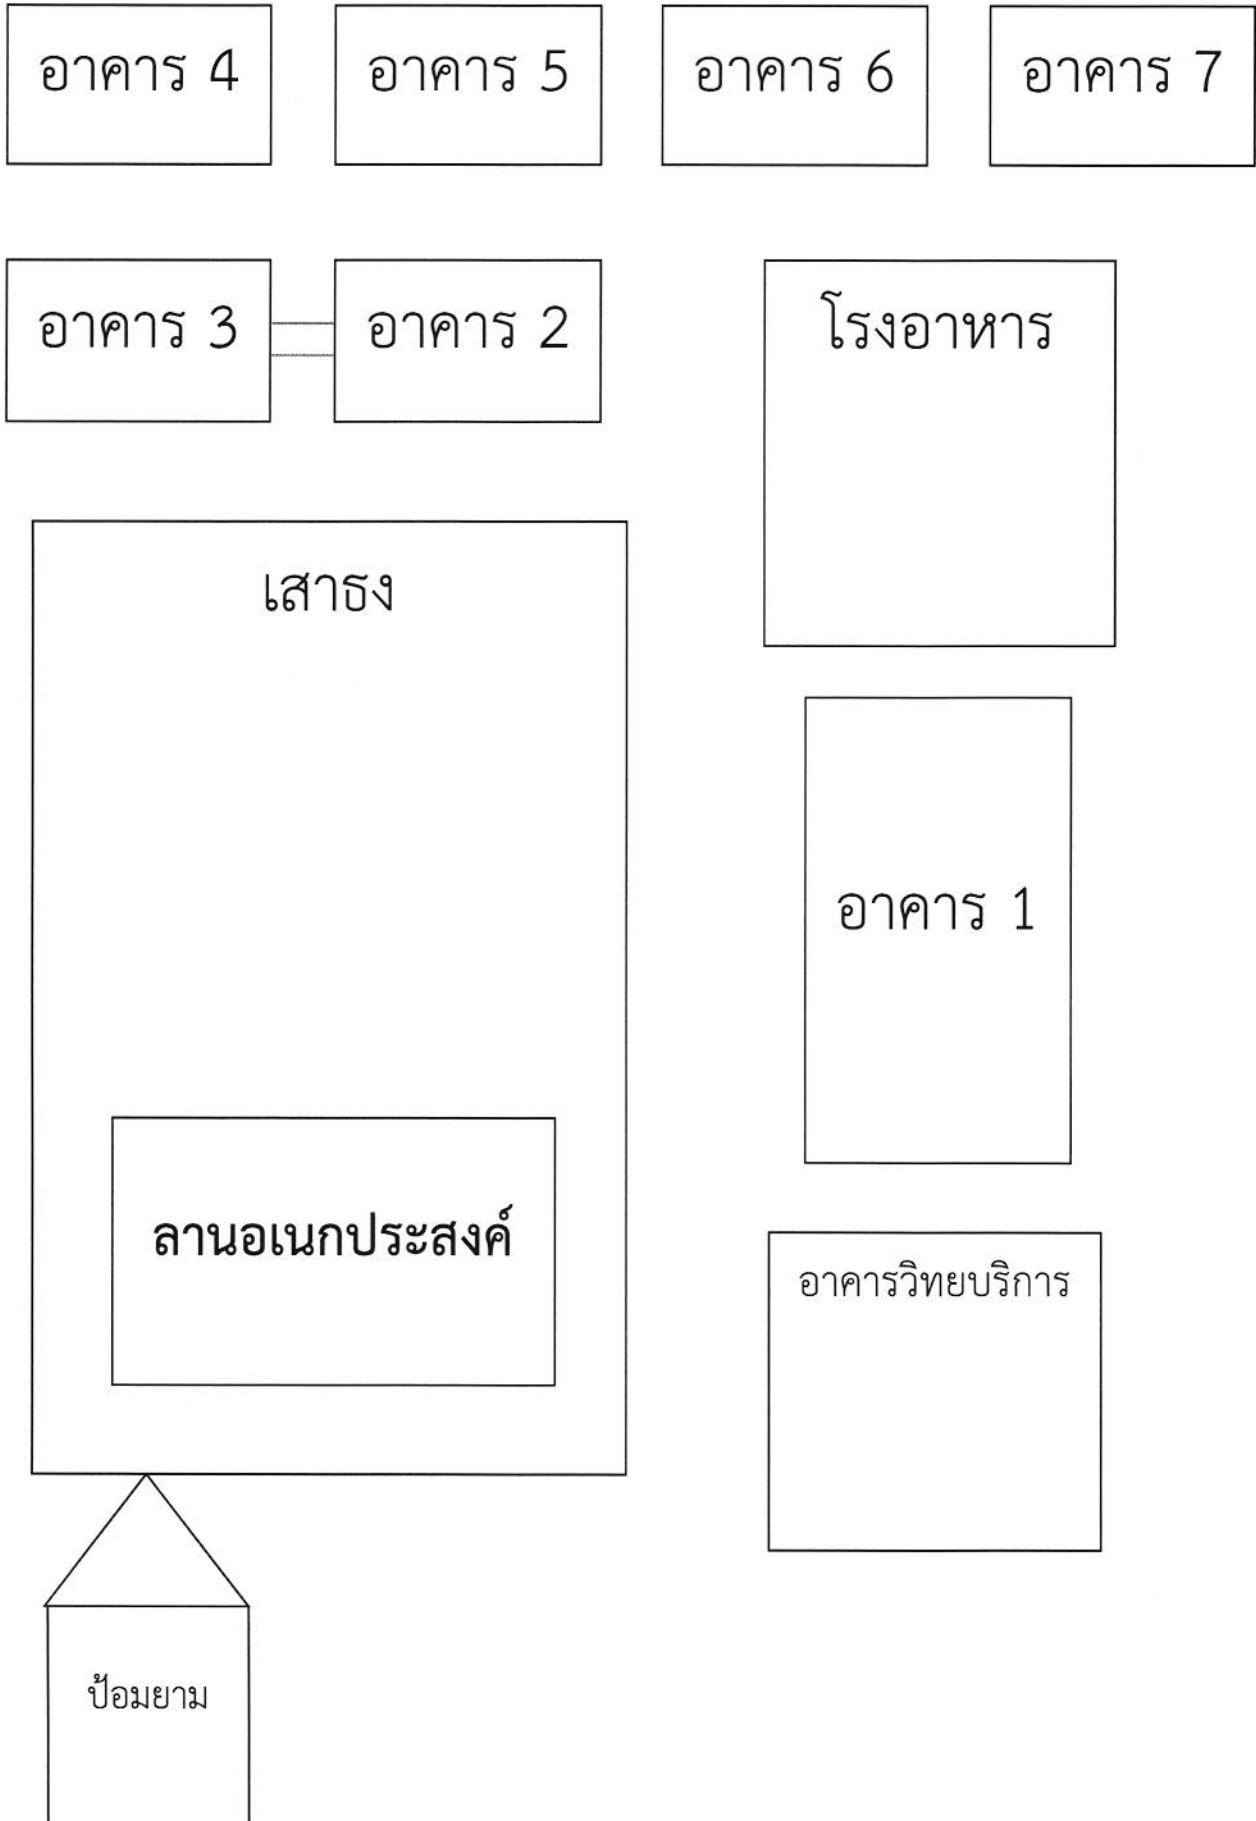 อาคาร 4
อาคาร 5
อาคาร 6
อาคาร 7
อาคาร 3
อาคาร 2
โรงอาหาร
เสาธง
อาคาร 1
ลานอเนกประสงค์
อาคารวิทยบริการ
ป้อมยาม